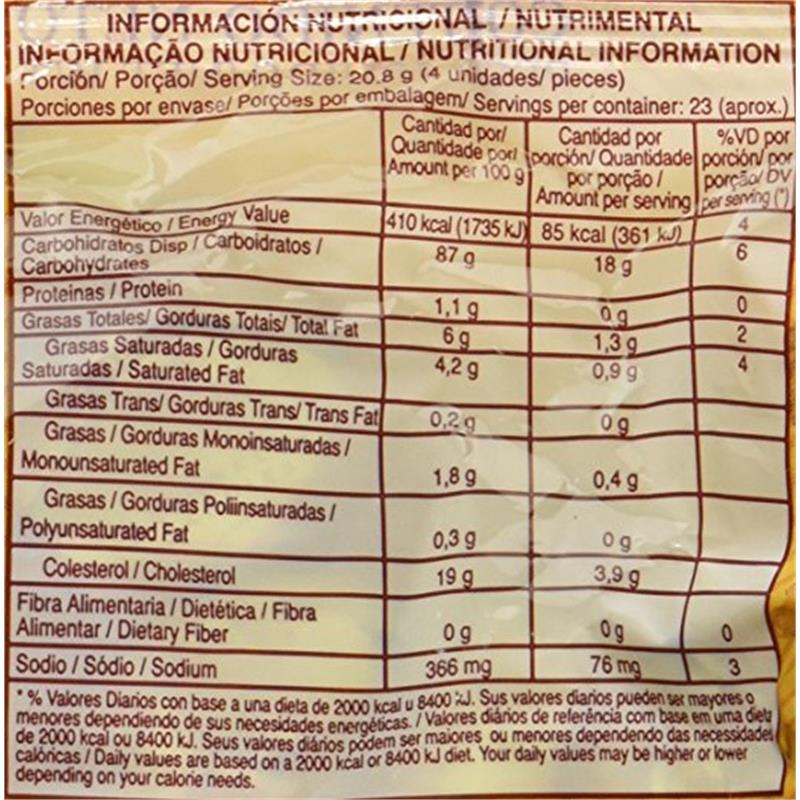 INFORMACIÓN NUTRICIONAL / NUTRIMENTAL
INFORMAÇÃO NUTRICIONAL / NUTRITIONAL INFORMATION
Porción/ Porção/ Serving Size: 20.8 g (4 unidades/ pieces)
Porciones por envase/ Porções por embalagem/ Servings per container: 23 (aprox.)
Cantidad por/ Quantidade por/ Amount per 100 g
Cantidad por porción/ Quantidade por porção / Amount per serving
%VD por porción/ por porção/ DV per serving (*)
Valor Energético / Energy Value 410 kcal (1735 kJ) 85 kcal (361 kJ) 4
Carbohidratos Disp / Carboidratos /
Carbohydrates 87 g 18 g 6
Proteinas / Protein 1,1 g 0 g 0
Grasas Totales/ Gorduras Totais/ Total Fat 6 g 1,3 g 2
Grasas Saturadas / Gorduras
Saturadas / Saturated Fat 4,2 g 0,9 g 4
Grasas Trans/ Gorduras Trans/ Trans Fat 0,2 g 0 g
Grasas / Gorduras Monoinsaturadas /
Monounsaturated Fat 1,8 g 0,4 g
Grasas / Gorduras Poliinsaturadas /
Polyunsaturated Fat 0,3 g 0 g
Colesterol / Cholesterol 19 g 3,9 g
Fibra Alimentaria / Dietética / Fibra
Alimentar / Dietary Fiber 0 g 0 g 0
Sodio / Sódio / Sodium 366 mg 76 mg 3
* % Valores Diarios con base a una dieta de 2000 kcal u 8400 kJ. Sus valores diarios pueden ser mayores o
menores dependiendo de sus necesidades energéticas. / Valores diários de referência com base em uma dieta
de 2000 kcal ou 8400 kJ. Seus valores diários podem ser maiores ou menores dependendo das necessidades
calóricas / Daily values are based on a 2000 kcal or 8400 kJ diet. Your daily values may be higher or lower
depending on your calorie needs.